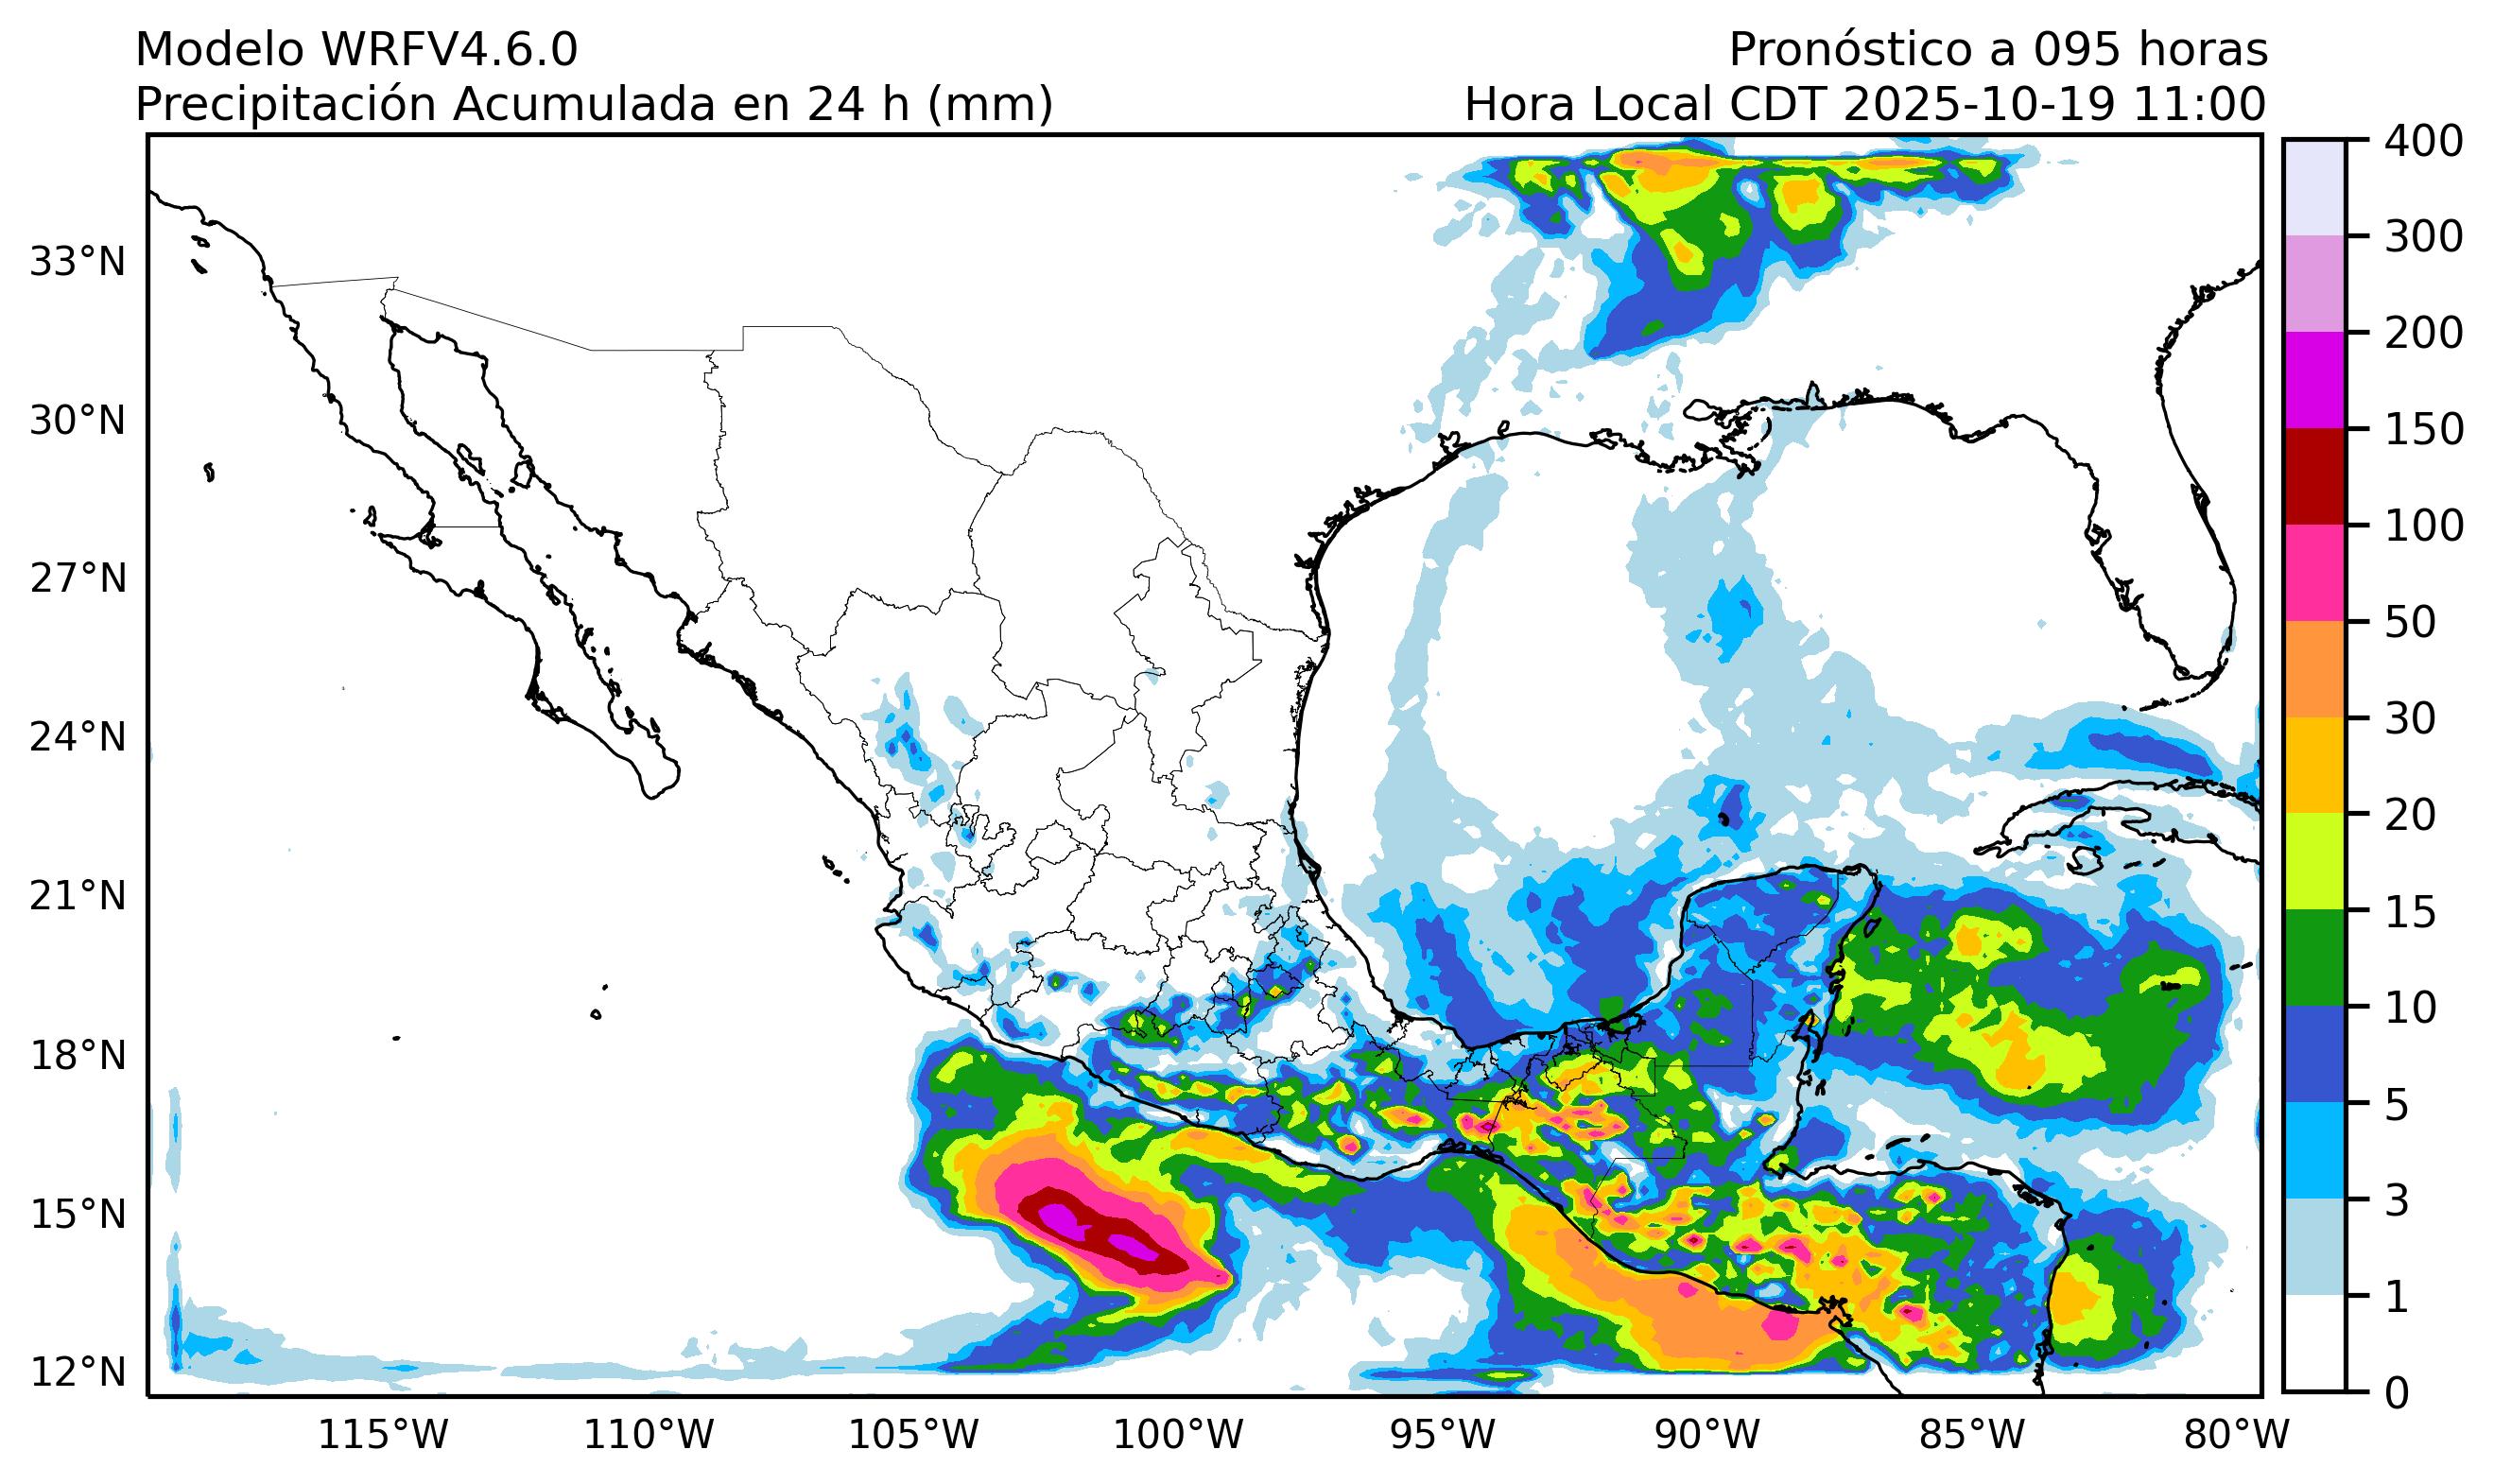 Modelo WRFV4.6.0
Pronóstico a 095 horas
Precipitación Acumulada en 24 h (mm)
Hora Local CDT 2025-10-19 11:00
33°N
30°N
27°N
24°N
21°N
18°N
15°N
12°N
115°W
110°W
105°W
100°W
95°W
90°W
85°W
80°W
400
300
200
150
100
50
30
20
15
10
5
3
1
0